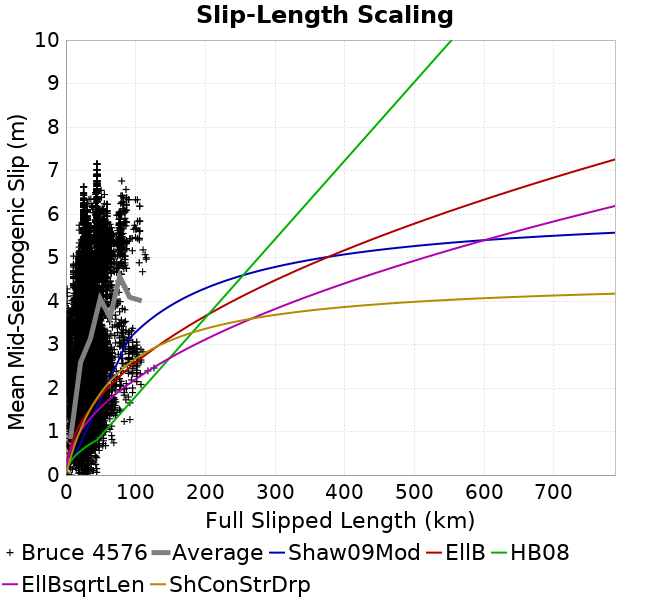 Slip-Length Scaling
Mean Mid-Seismogenic Slip (m)
10
9
8
7
6
5
4
3
2
1
0
0 100 200 300 400 500 600 700
Full Slipped Length (km)
Bruce 4576 Average Shaw09Mod EllB HB08
EllBsqrtLen ShConStrDrp